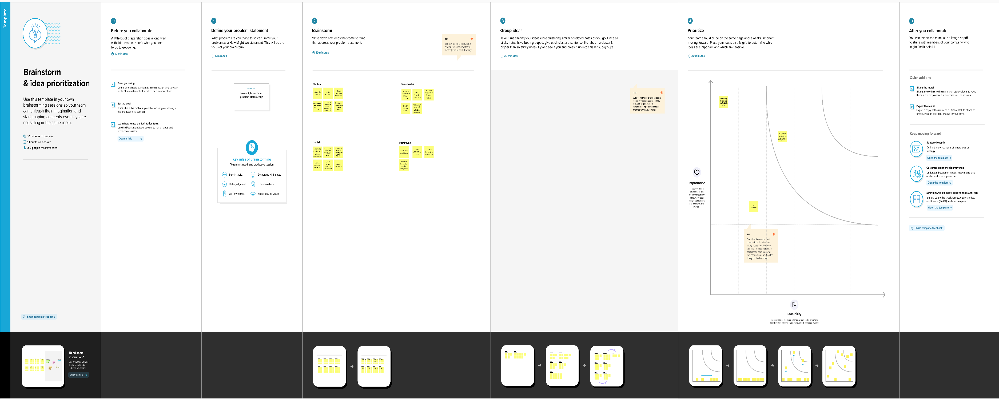 Template
Brainstorm
& idea prioritization
Use this template in your own
brainstorming sessions so your team
can unleash their imagination and
start shaping concepts even if you're
not sitting in the same room.
10 minutes to prepare
1 hour to collaborate
2-8 people recommended
Share template feedback
Need some
inspiration?
See a finished version
of this template to
kickstart your work.
Open example
Before you collaborate
A little bit of preparation goes a long way
with this session. Here's what you need
to do to get going.
10 minutes
A
Team gathering
Define who should participate in the session and send an
invite. Share relevant information or pre-work ahead.
B
Set the goal
Think about the problem you'll be focusing on solving in
the brainstorming session.
C
Learn how to use the facilitation tools
Use the Facilitation Superpowers to run a happy and
productive session.
Open article
1
Define your problem statement
What problem are you trying to solve? Frame your
problem as a How Might We statement. This will be the
focus of your brainstorm.
5 minutes
PROBLEM
How might we [your
problem statement]?
Key rules of brainstorming
To run an smooth and productive session
Stay in topic.
Encourage wild ideas.
Defer judgment.
Listen to others.
Go for volume.
If possible, be visual.
2
Brainstorm
Write down any ideas that come to mind
that address your problem statement.
10 minutes
TIP
You can select a sticky note
and hit the pencil [switch to
sketch] icon to start drawing!
Chithra
Tamizhselvi
Harish
kathiravan
3
Group ideas
Take turns sharing your ideas while clustering similar or related notes as you go. Once all
sticky notes have been grouped, give each cluster a sentence-like label. If a cluster is
bigger than six sticky notes, try and see if you and break it up into smaller sub-groups.
20 minutes
TIP
Add customizable tags to sticky
notes to make it easier to find,
browse, organize, and
categorize important ideas as
themes within your mural.
4
Prioritize
Your team should all be on the same page about what's important
moving forward. Place your ideas on this grid to determine which
ideas are important and which are feasible.
20 minutes
Importance
If each of these
tasks could get
done without any
difficulty or cost,
which would have
the most positive
impact?
TIP
Participants can use their
cursors to point at where
sticky notes should go on
the grid. The facilitator can
confirm the spot by using
the laser pointer holding the
H key on the keyboard.
Feasibility
Regardless of their importance, which tasks are more
feasible than others? (Cost, time, effort, complexity, etc.)
After you collaborate
You can export the mural as an image or pdf
to share with members of your company who
might find it helpful.
Quick add-ons
A
Share the mural
Share a view link to the mural with stakeholders to keep
them in the loop about the outcomes of the session.
B
Export the mural
Export a copy of the mural as a PNG or PDF to attach to
emails, include in slides, or save in your drive.
Keep moving forward
Strategy blueprint
Define the components of a new idea or
strategy.
Open the template
Customer experience journey map
Understand customer needs, motivations, and
obstacles for an experience.
Open the template
Strengths, weaknesses, opportunities & threats
Identify strengths, weaknesses, opportunities,
and threats (SWOT) to develop a plan.
Open the template
Share template feedback